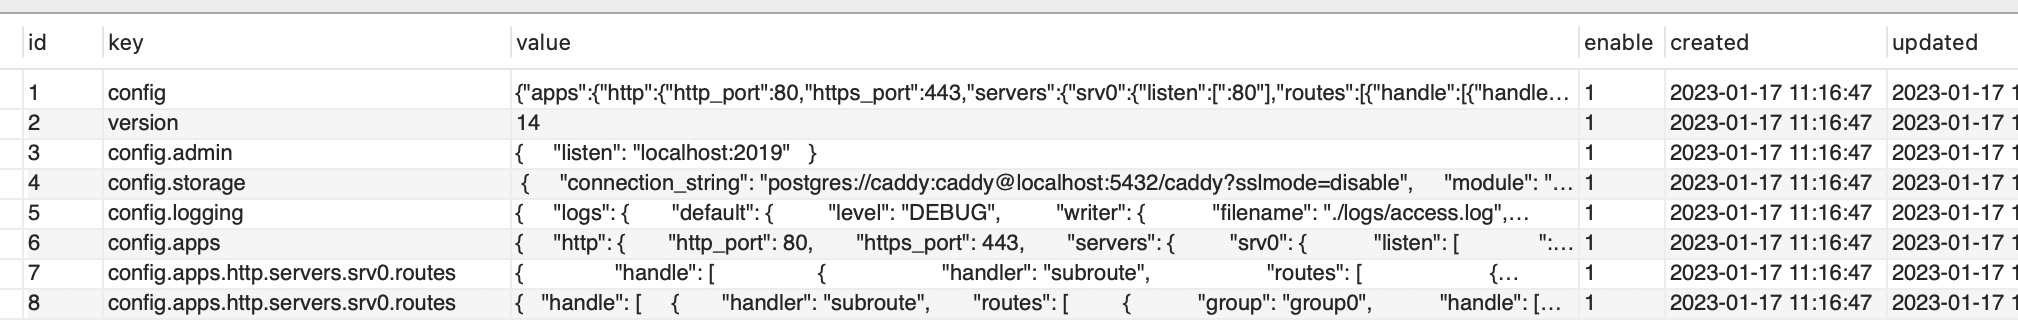 id key value enable created updated
1 config {"apps":{"http":{"http_port":80,"https_port":443,"servers":{"srv0":{"listen":[":80"],"routes":[{"handle":[{"handle... 1 2023-01-17 11:16:47 2023-01-17 1
2 version 14 1 2023-01-17 11:16:47 2023-01-17 1
3 config.admin { "listen": "localhost:2019" } 1 2023-01-17 11:16:47 2023-01-17 1
4 config.storage { "connection_string": "postgres://caddy:caddy@localhost:5432/caddy?sslmode=disable", "module": "... 1 2023-01-17 11:16:47 2023-01-17 1
5 config.logging { "logs": { "default": { "level": "DEBUG", "writer": { "filename": "./logs/access.log",... 1 2023-01-17 11:16:47 2023-01-17 1
6 config.apps { "http": { "http_port": 80, "https_port": 443, "servers": { "srv0": { "listen": [ ":... 1 2023-01-17 11:16:47 2023-01-17 1
7 config.apps.http.servers.srv0.routes { "handle": [ { "handler": "subroute", "routes": [ {... 1 2023-01-17 11:16:47 2023-01-17 1
8 config.apps.http.servers.srv0.routes { "handle": [ { "handler": "subroute", "routes": [ { "group": "group0", "handle": [... 1 2023-01-17 11:16:47 2023-01-17 1